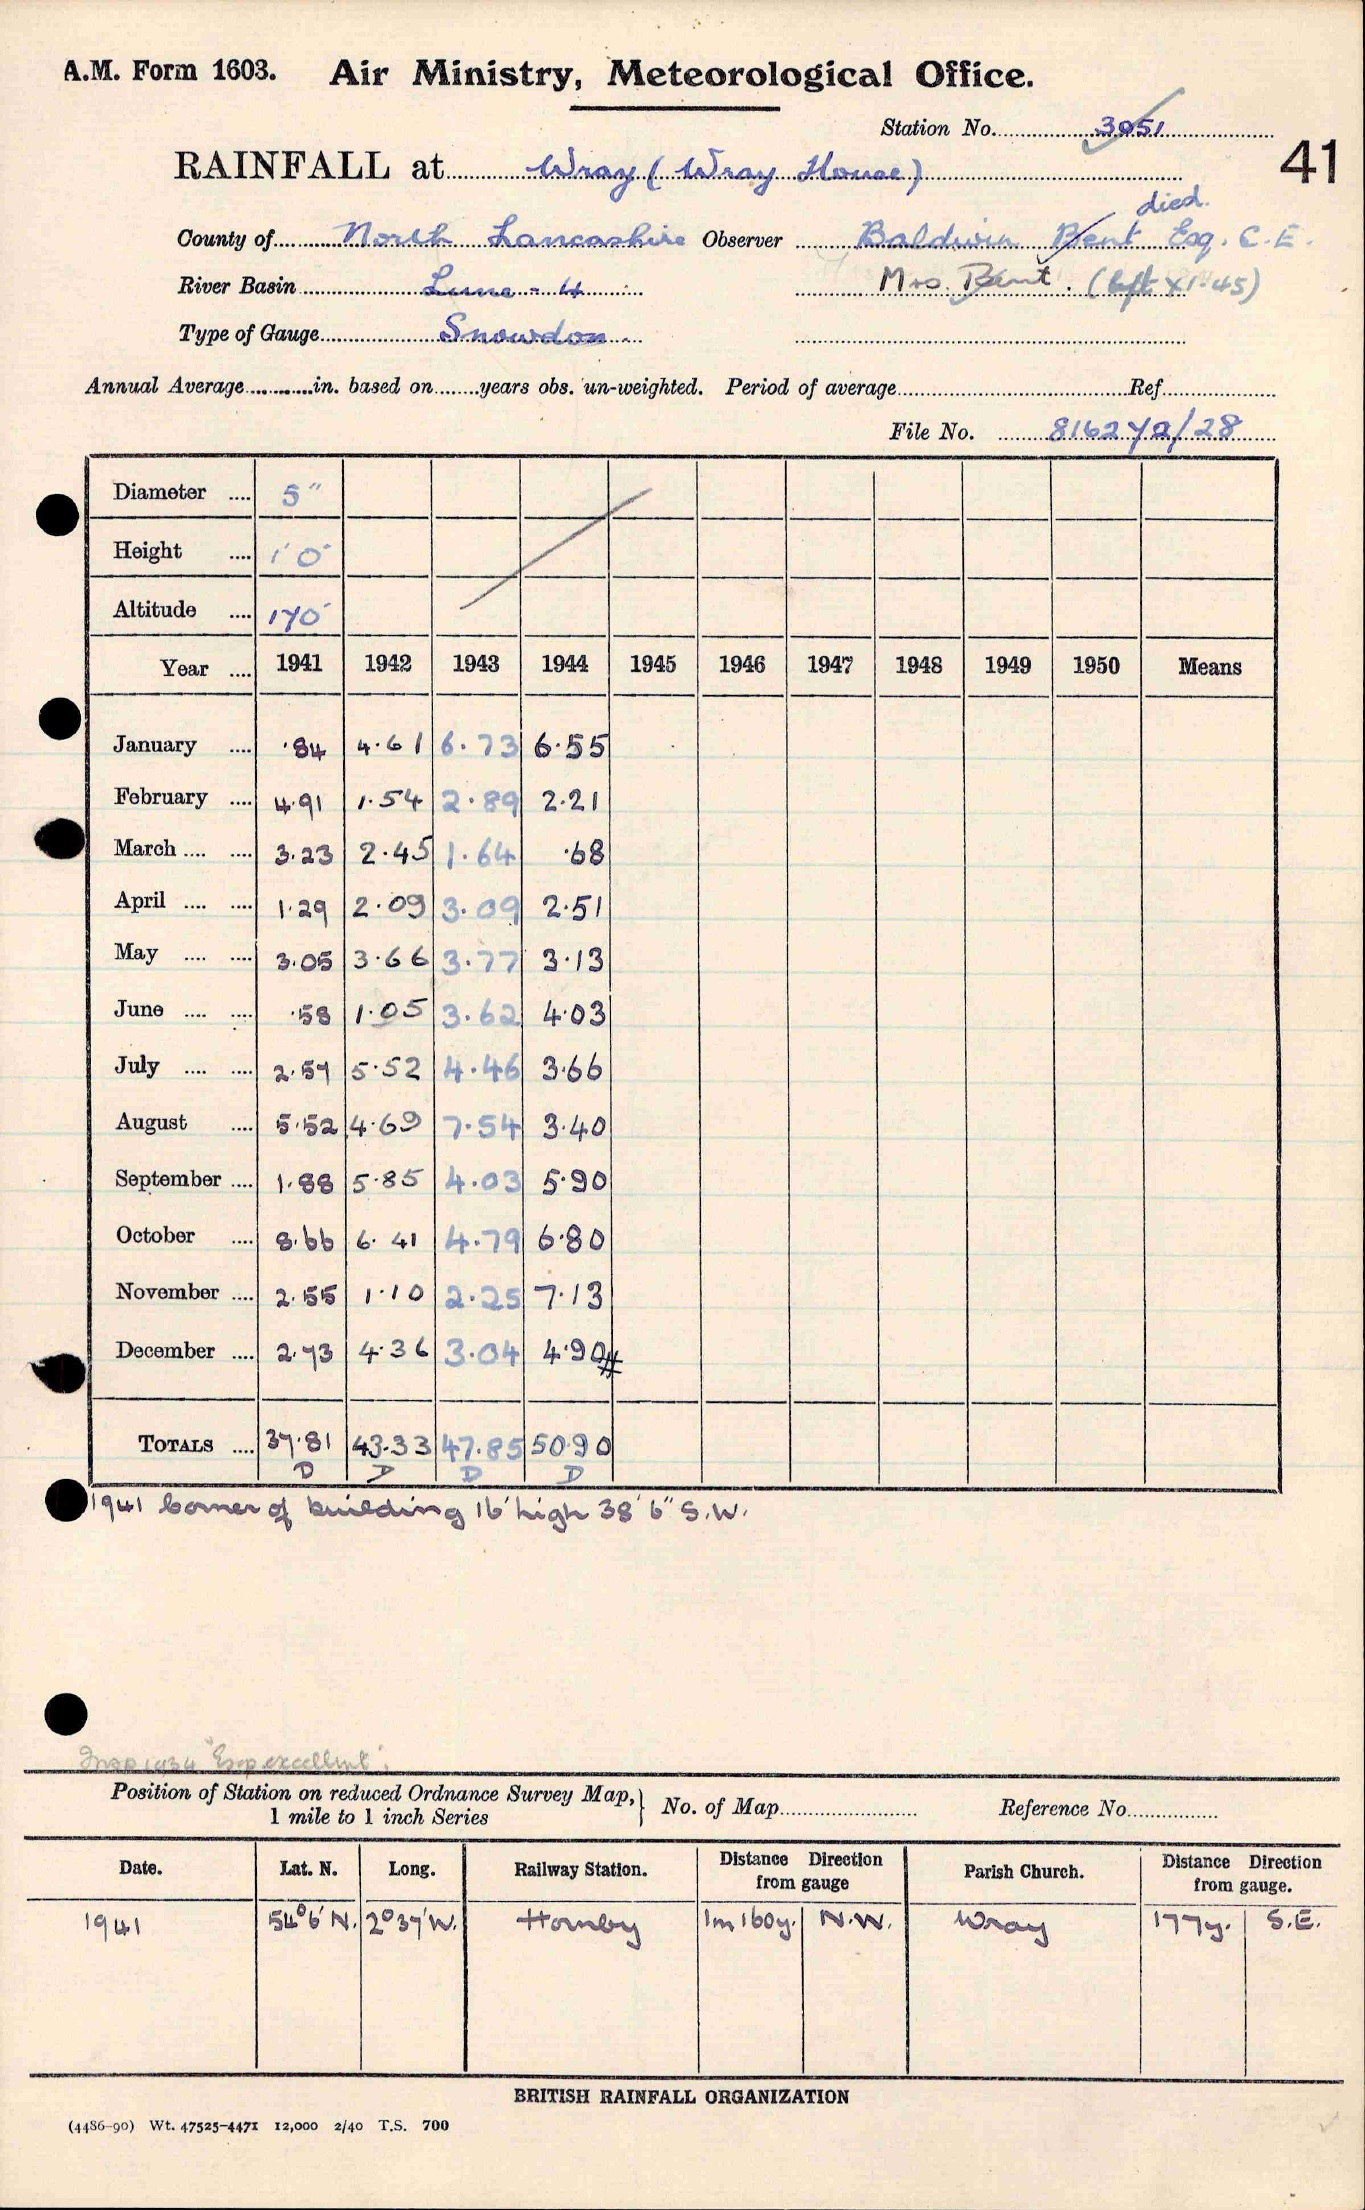 A.M. Form 1603. Air Ministry, Meteorological Office.
Station No. 3051
41
RAINFALL at Wray (Wray House)
died.
County of North Lancashire Observer Baldwin Bent Esq. C.E.
River Basin Lune - 4 Mrs. Bent. (left XI.45)
Type of Gauge Snowdon
Annual Average in. based on years obs. un-weighted. Period of average Ref
File No. 816272/28
Diameter .... 5"
Height .... 1' 0"
Altitude .... 170'
Year .... 1941 1942 1943 1944 1945 1946 1947 1948 1949 1950 Means
January .... ·84 4·61 6·73 6·55
February .... 4·91 1·54 2·89 2·21
March .... .... 3·23 2·45 1·64 ·68
April .... .... 1·29 2·09 3·09 2·51
May .... .... 3·05 3·66 3·77 3·13
June .... .... ·58 1·05 3·62 4·03
July .... .... 2·57 5·52 4·46 3·66
August .... 5·52 4·69 7·54 3·40
September .... 1·88 5·85 4·03 5·90
October .... 8·66 6·41 4·79 6·80
November .... 2·55 1·10 2·25 7·13
December .... 2·73 4·36 3·04 4·90#
TOTALS .... 37·81 43·33 47·85 50·90
D D D D
1941 Corner of building 16' high 38' 6" S.W.
Insp 1934 "Exp excellent".
Position of Station on reduced Ordnance Survey Map, } No. of Map Reference No.
1 mile to 1 inch Series
Date. Lat. N. Long. Railway Station. Distance Direction from gauge Parish Church. Distance Direction from gauge.
1941 54°6' N. 2°37' W. Hornby 1m 160y. N.W. Wray 177y. S.E.
BRITISH RAINFALL ORGANIZATION
(4486-90) Wt. 47525-4471 12,000 2/40 T.S. 700